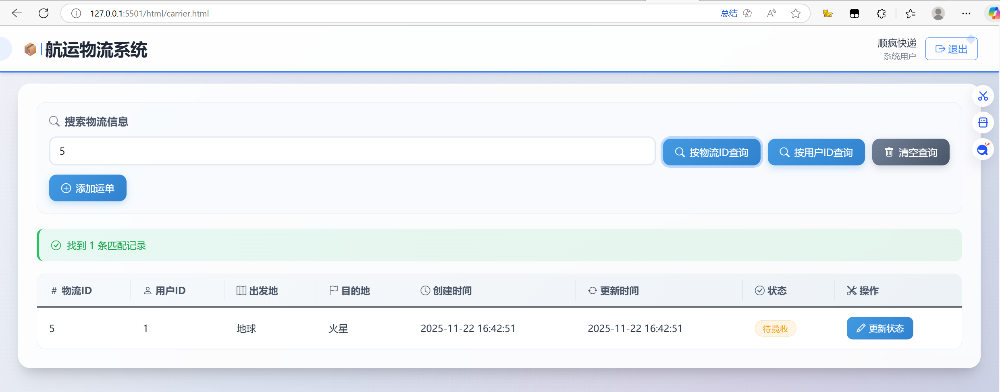 127.0.0.1:5501/html/carrier.html
总结
航运物流系统
顺疯快递
系统用户
退出
搜索物流信息
5
按物流ID查询
按用户ID查询
清空查询
添加运单
找到 1 条匹配记录
# 物流ID 用户ID 出发地 目的地 创建时间 更新时间 状态 操作
5 1 地球 火星 2025-11-22 16:42:51 2025-11-22 16:42:51 待揽收 更新状态